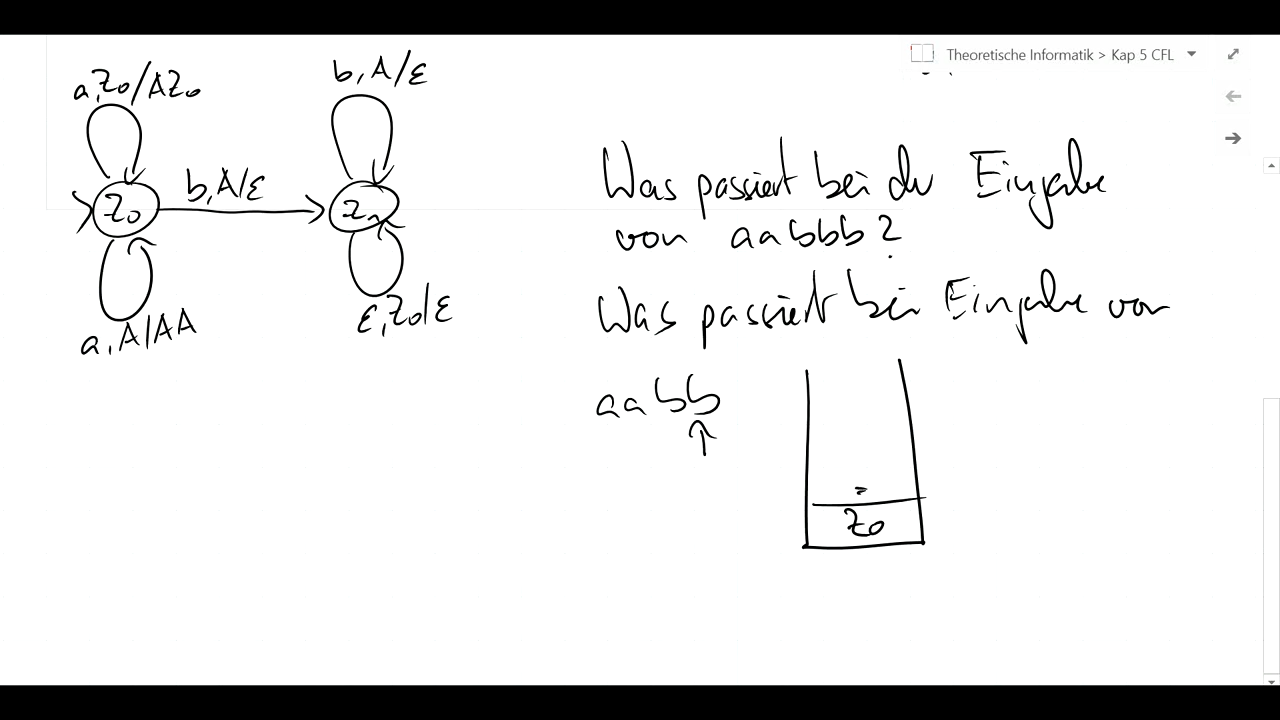 Theoretische Informatik > Kap 5 CFL
a,Z₀/AZ₀
b,A/ε
b,A/ε
z₀
z₁
a,A/AA
ε,Z₀/ε
Was passiert bei der Eingabe
von aabbb?
Was passiert bei Eingabe von
aabb
Z₀